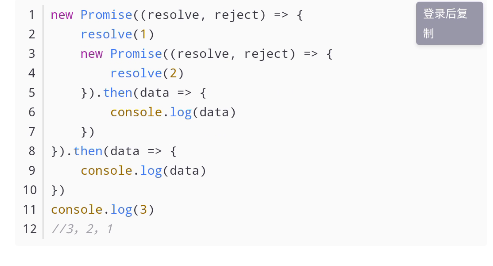 1 new Promise((resolve, reject) => {
2     resolve(1)
3     new Promise((resolve, reject) => {
4         resolve(2)
5     }).then(data => {
6         console.log(data)
7     })
8 }).then(data => {
9     console.log(data)
10 })
11 console.log(3)
12 //3, 2, 1
登录后复
制